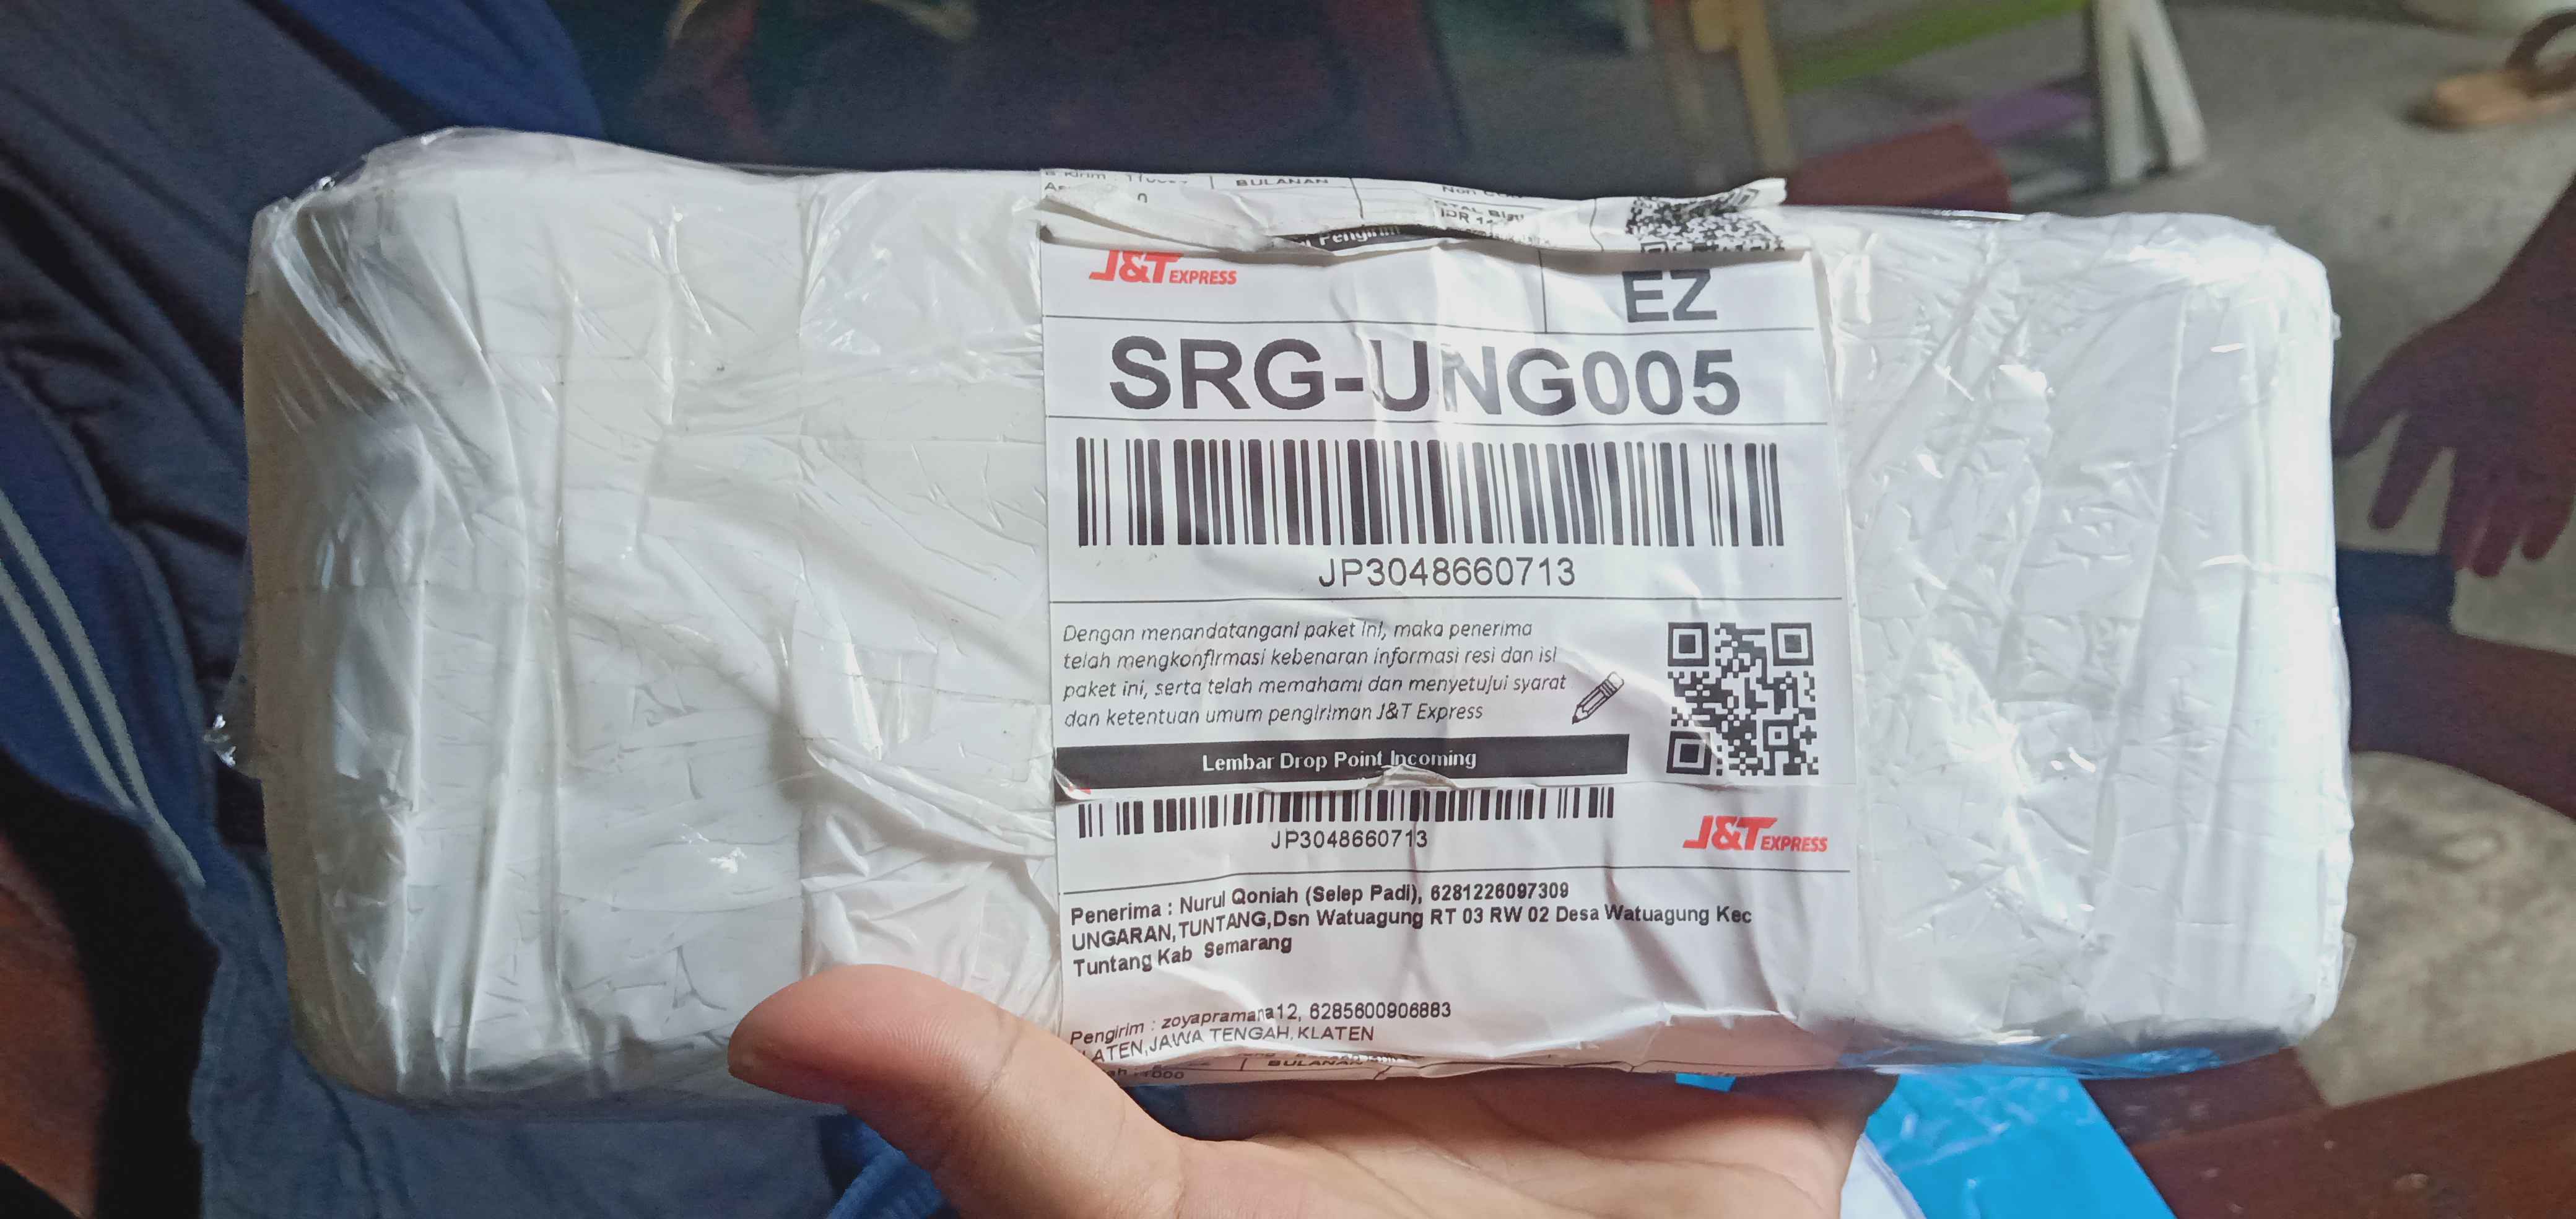 BULANAN
0
Pengirim
J&T EXPRESS
EZ
SRG-UNG005
JP3048660713
Dengan menandatangani paket ini, maka penerima
telah mengkonfirmasi kebenaran informasi resi dan isi
paket ini, serta telah memahami dan menyetujui syarat
dan ketentuan umum pengiriman J&T Express
Lembar Drop Point Incoming
JP3048660713
J&T EXPRESS
Penerima : Nurul Qoniah (Selep Padi), 6281226097309
UNGARAN,TUNTANG,Dsn Watuagung RT 03 RW 02 Desa Watuagung Kec
Tuntang Kab Semarang
Pengirim : zoyapramana12, 6285600906883
LATEN,JAWA TENGAH,KLATEN
BULANAN